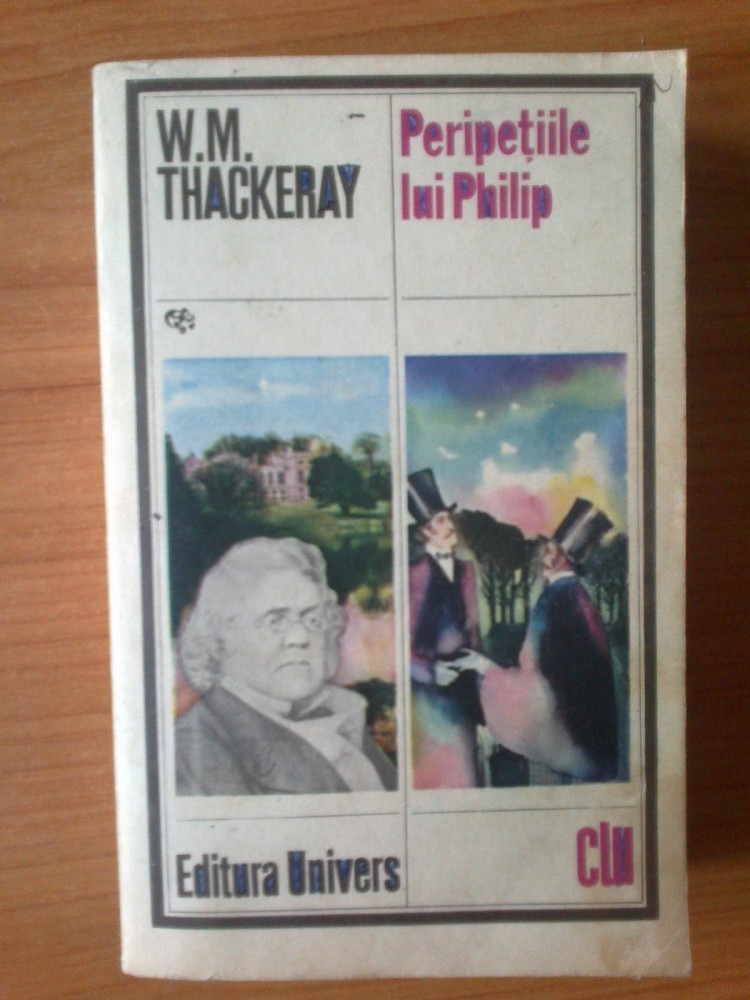 W.M.
THACKERAY
Peripețiile
lui Philip
Editura Univers
clu